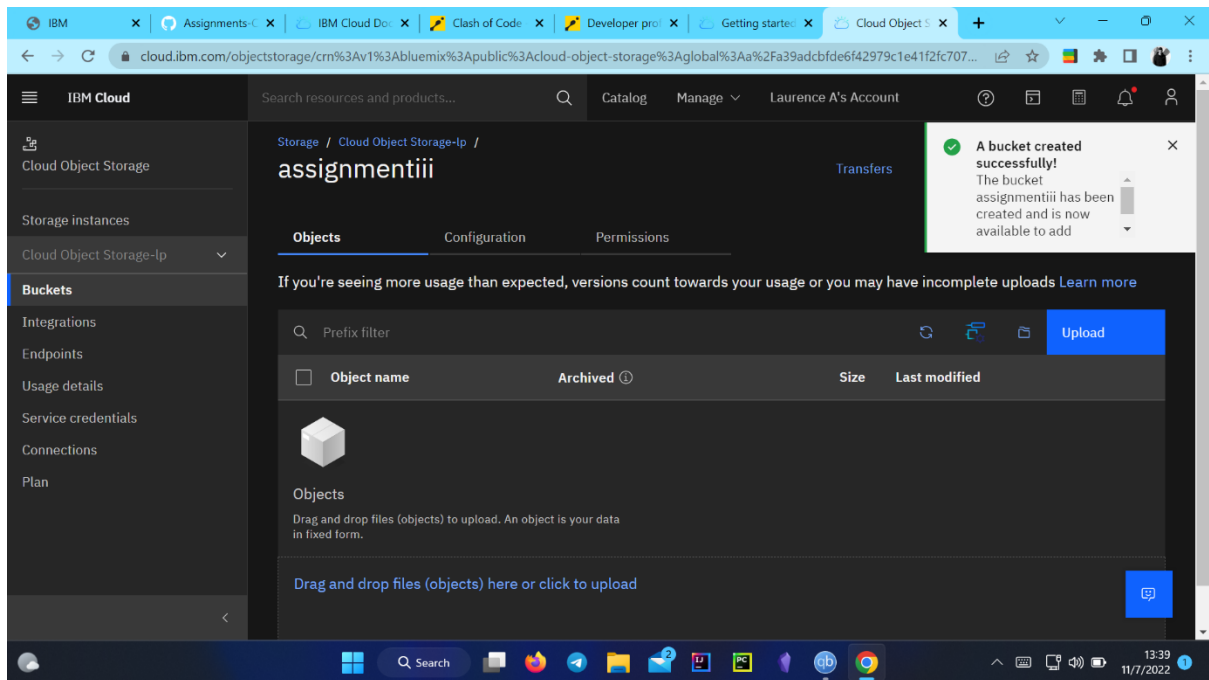 IBM
Assignments-C
IBM Cloud Doc
Clash of Code
Developer prof
Getting started
Cloud Object S
cloud.ibm.com/objectstorage/crn%3Av1%3Abluemix%3Apublic%3Acloud-object-storage%3Aglobal%3Aa%2Fa39adcbfde6f42979c1e41f2fc707...
IBM Cloud
Search resources and products...
Catalog
Manage
Laurence A's Account
Cloud Object Storage
Storage instances
Cloud Object Storage-lp
Buckets
Integrations
Endpoints
Usage details
Service credentials
Connections
Plan
Storage / Cloud Object Storage-lp /
assignmentiii
Transfers
A bucket created
successfully!
The bucket
assignmentiii has been
created and is now
available to add
Objects
Configuration
Permissions
If you're seeing more usage than expected, versions count towards your usage or you may have incomplete uploads Learn more
Prefix filter
Upload
Object name
Archived
Size
Last modified
Objects
Drag and drop files (objects) to upload. An object is your data
in fixed form.
Drag and drop files (objects) here or click to upload
Search
2
PC
qb
13:39
11/7/2022
1